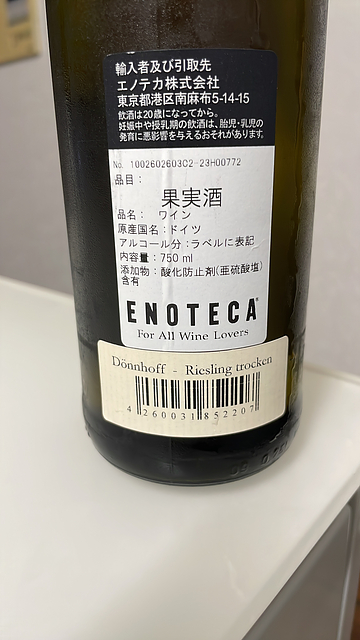 輸入者及び引取先
エノテカ株式会社
東京都港区南麻布5-14-15
飲酒は20歳になってから。
妊娠中や授乳期の飲酒は、胎児・乳児の
発育に悪影響を与えるおそれがあります。
No. 1002602603C2-23H00772
品目：
果実酒
品名： ワイン
原産国名：ドイツ
アルコール分：ラベルに表記
内容量：750 ml
添加物：酸化防止剤(亜硫酸塩)
含有
ENOTECA
For All Wine Lovers
Dönnhoff - Riesling trocken
4 260031 852207